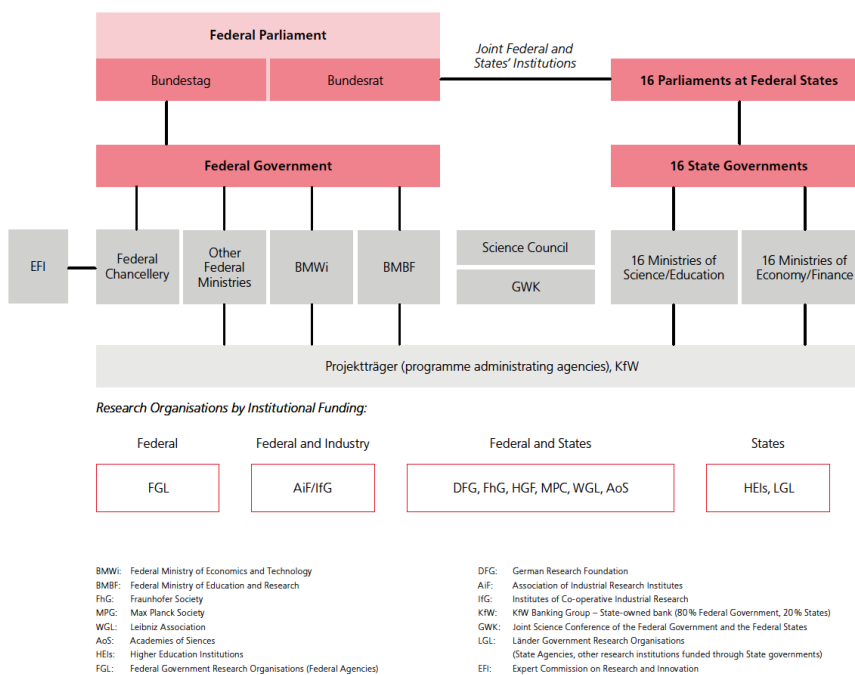 Federal Parliament
Joint Federal and
States' Institutions
Bundestag
Bundesrat
16 Parliaments at Federal States
Federal Government
16 State Governments
EFI
Federal
Chancellery
Other
Federal
Ministries
BMWi
BMBF
Science Council
GWK
16 Ministries of
Science/Education
16 Ministries of
Economy/Finance
Projektträger (programme administrating agencies), KfW
Research Organisations by Institutional Funding:
Federal
Federal and Industry
Federal and States
States
FGL
AiF/IfG
DFG, FhG, HGF, MPC, WGL, AoS
HEIs, LGL
BMWi: Federal Ministry of Economics and Technology
BMBF: Federal Ministry of Education and Research
FhG: Fraunhofer Society
MPG: Max Planck Society
WGL: Leibniz Association
AoS: Academies of Siences
HEIs: Higher Education Institutions
FGL: Federal Government Research Organisations (Federal Agencies)
DFG: German Research Foundation
AiF: Association of Industrial Research Institutes
IfG: Institutes of Co-operative Industrial Research
KfW: KfW Banking Group – State-owned bank (80% Federal Government, 20% States)
GWK: Joint Science Conference of the Federal Government and the Federal States
LGL: Länder Government Research Organisations
(State Agencies, other research institutions funded through State governments)
EFI: Expert Commission on Research and Innovation